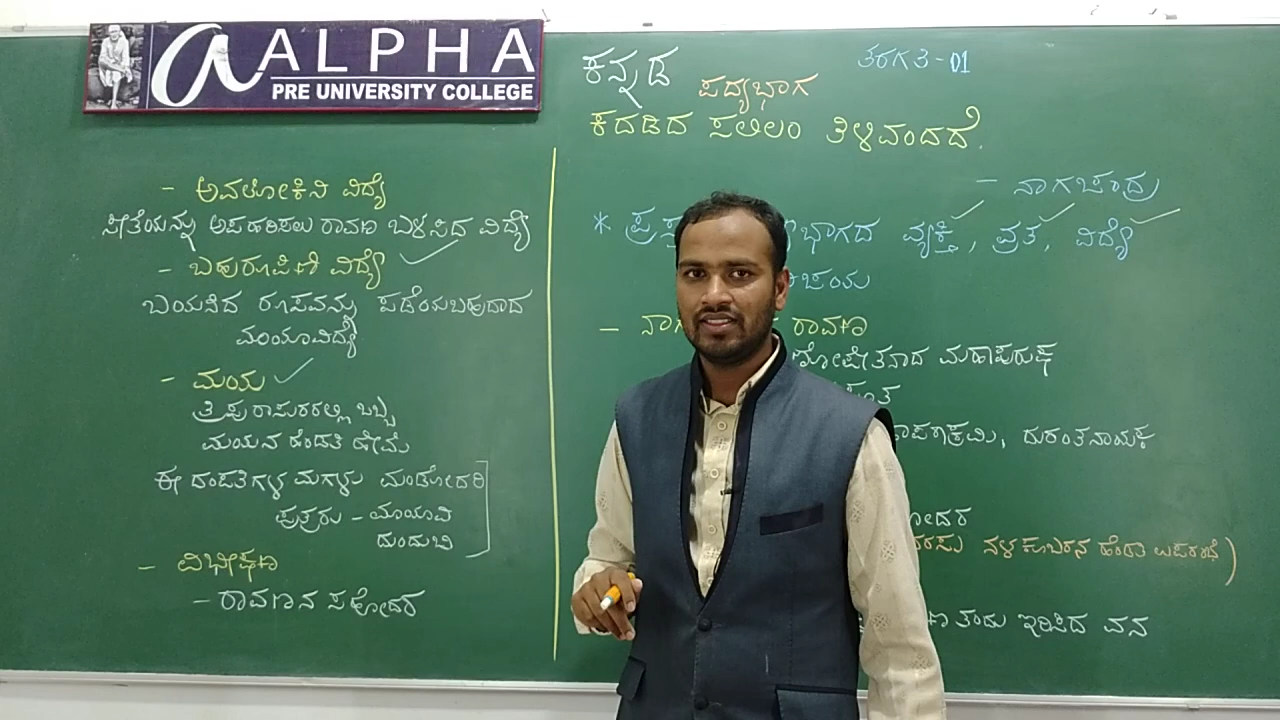 ALPHA
PRE UNIVERSITY COLLEGE
ಕನ್ನಡ ಪದ್ಯಭಾಗ ತರಗತಿ-01
ಕದಡಿದ ಸಲಿಲಂ ತಿಳಿವಂದದೆ.
- ನಾಗಚಂದ್ರ
- ಅವಲೋಕಿನಿ ವಿದ್ಯೆ
ಸೀತೆಯನ್ನು ಅಪಹರಿಸಲು ರಾವಣ ಬಳಸಿದ ವಿದ್ಯೆ
- ಬಹುರೂಪಿಣಿ ವಿದ್ಯೆ
ಬಯಸಿದ ರೂಪವನ್ನು ಪಡೆಯಬಹುದಾದ
ಮಾಯಾವಿದ್ಯೆ
- ಮಯ
ತ್ರಿಪುರಾಸುರರಲ್ಲಿ ಒಬ್ಬ
ಮಯನ ಹೆಂಡತಿ ಹೇಮೆ
ಈ ದಂಪತಿಗಳ ಮಗಳು ಮಂಡೋದರಿ
ಪುತ್ರರು - ಮಾಯಾವಿ
ದುಂದುಬಿ
- ವಿಭೀಷಣ
- ರಾವಣನ ಸಹೋದರ
* ಭಾಗದ ವ್ಯಕ್ತಿ, ವ್ರತ, ವಿದ್ಯೆ
- ರಾವಣ
ಮಹಾಪುರುಷ
ದುರಂತನಾಯಕ
ನಳಕೂಬರನ ಹೆಂಡತಿ ಉಪರಂಭೆ)
ತಂದು ಇರಿಸಿದ ವನ